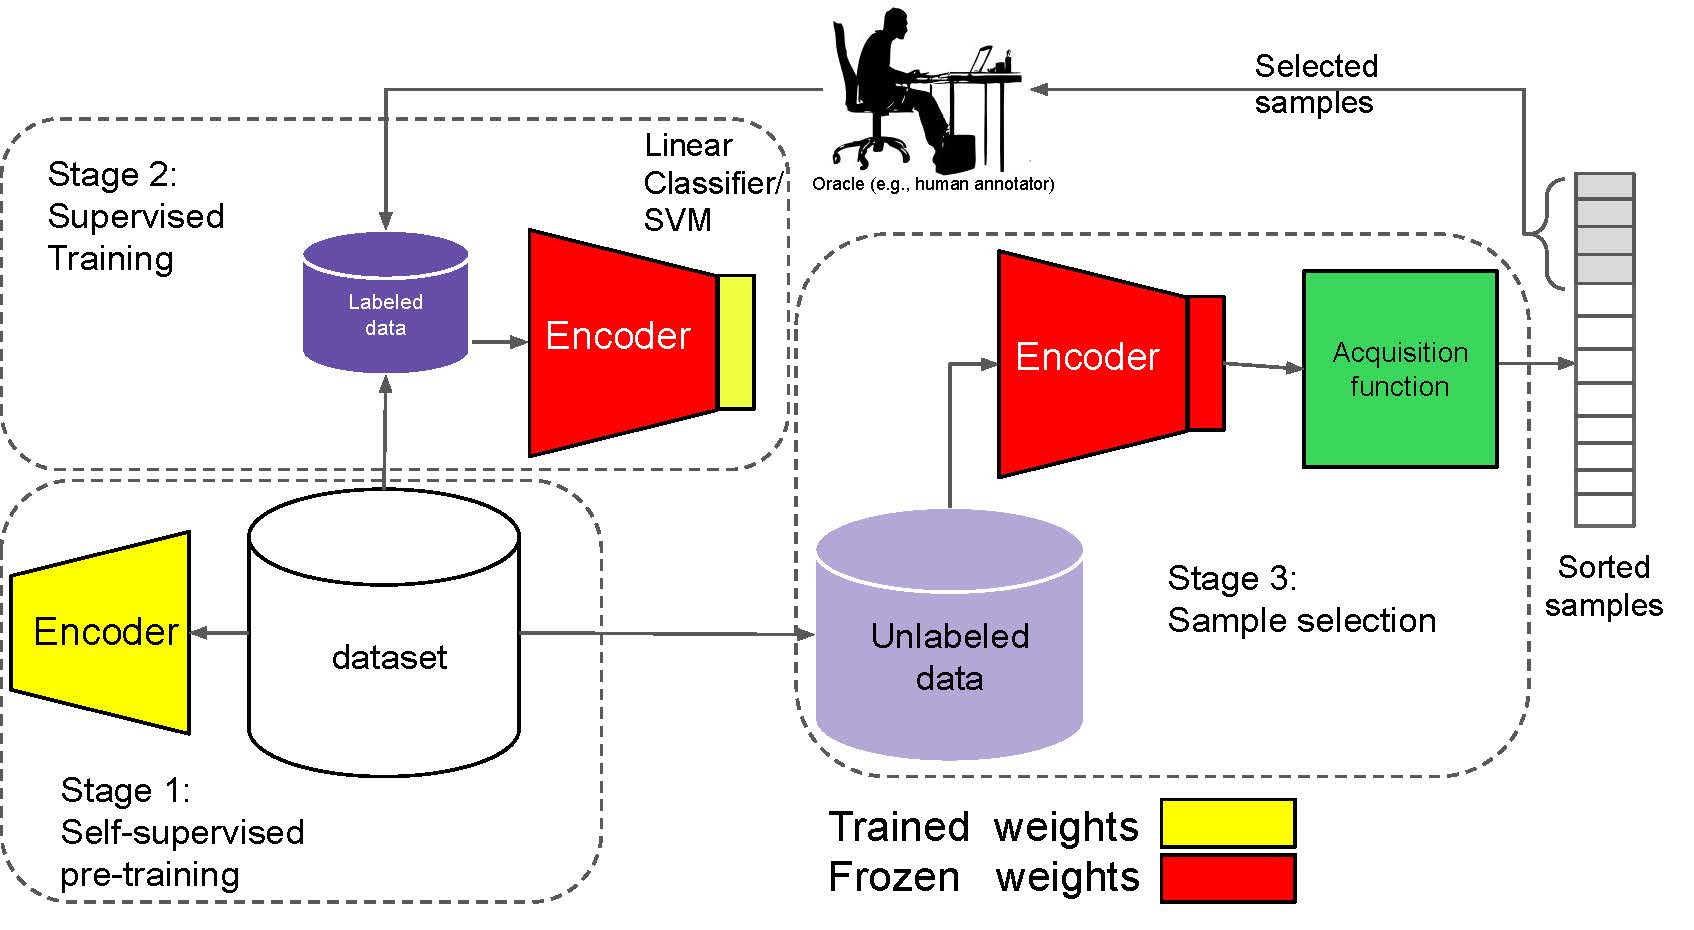 Selected
samples
Oracle (e.g., human annotator)
Stage 2:
Supervised
Training
Linear
Classifier/
SVM
Labeled
data
Encoder
Encoder
Acquisition
function
Sorted
samples
Stage 3:
Sample selection
Unlabeled
data
Encoder
dataset
Stage 1:
Self-supervised
pre-training
Trained weights
Frozen weights